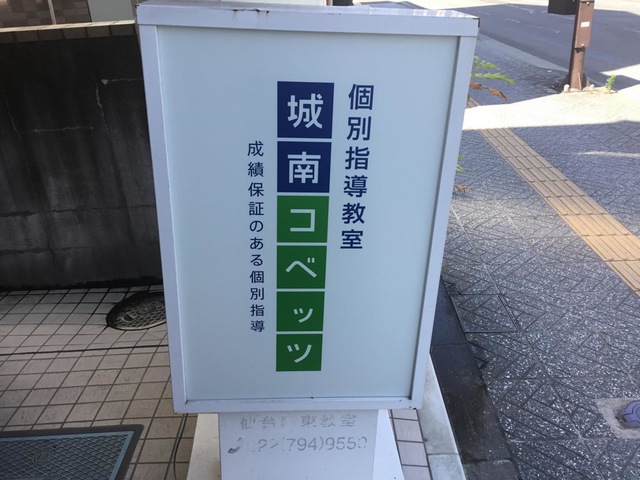 個別指導教室
城南コベッツ
成績保証のある個別指導
仙台 東教室
22(794)9550